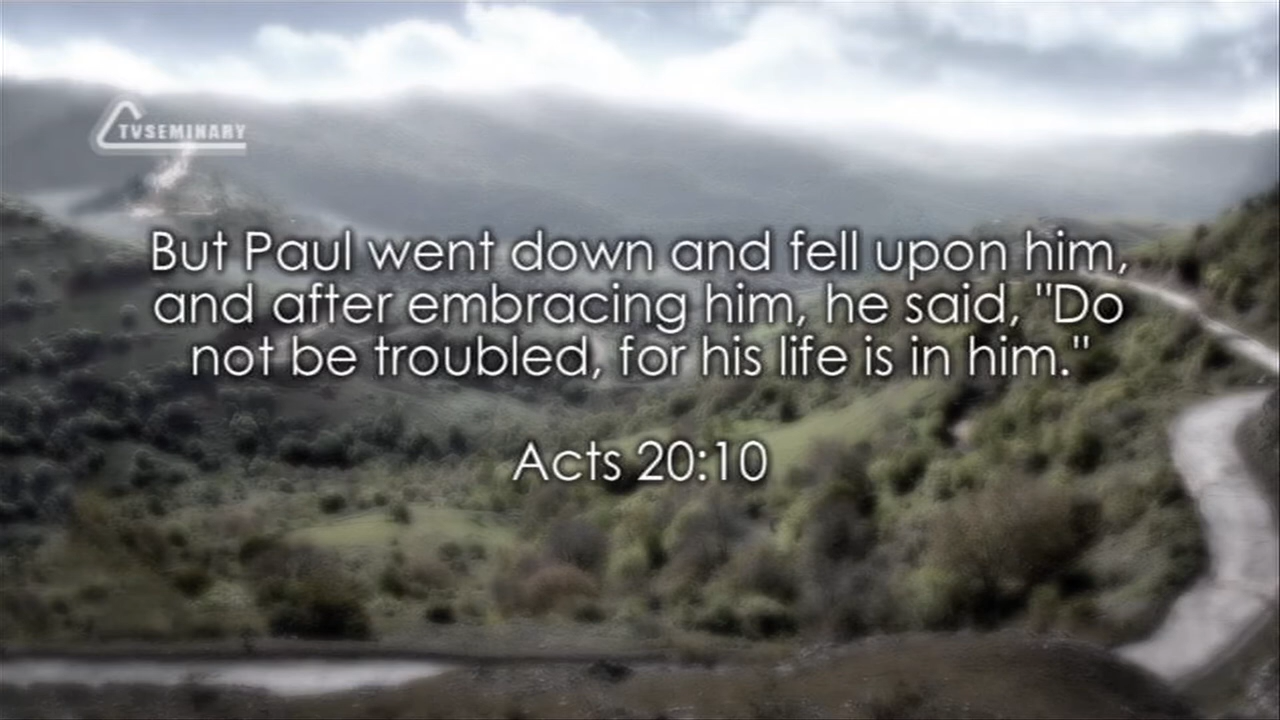 TVSEMINARY
But Paul went down and fell upon him,
and after embracing him, he said, "Do
not be troubled, for his life is in him."
Acts 20:10